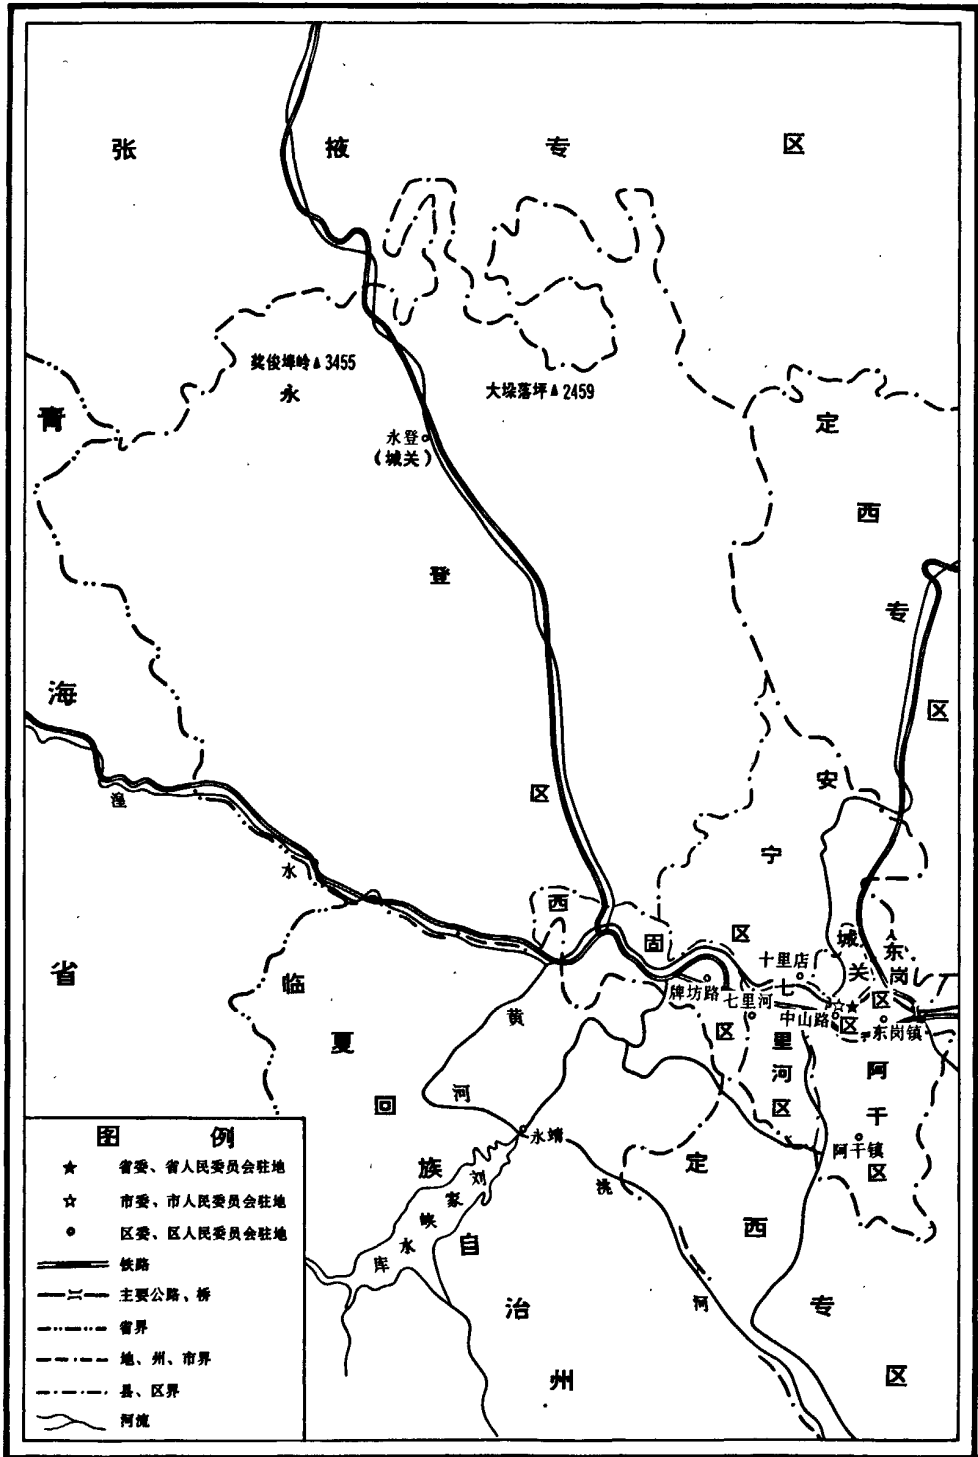 张掖专区
奖俊埠岭 3455
大垛落坪 2459
永登
(城关)
永登区
青海省
定西专区
湟水
安宁区
西固区
城关区
东岗区
十里店
牌坊路
七里河
七里河区
中山路
东岗镇
阿干区
阿干镇
黄河
永靖
洮河
刘家峡水库
临夏回族自治州
定西专区
图例
省委、省人民委员会驻地
市委、市人民委员会驻地
区委、区人民委员会驻地
铁路
主要公路、桥
省界
地、州、市界
县、区界
河流